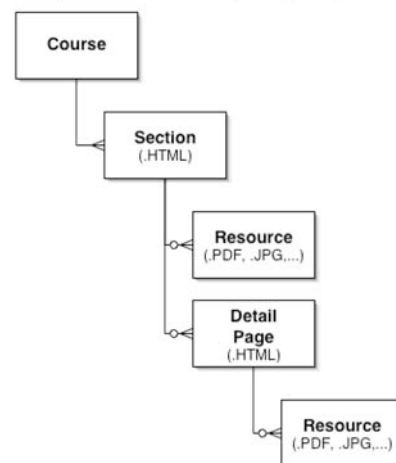 Course
Section
(.HTML)
Resource
(.PDF, .JPG,...)
Detail
Page
(.HTML)
Resource
(.PDF, .JPG,...)